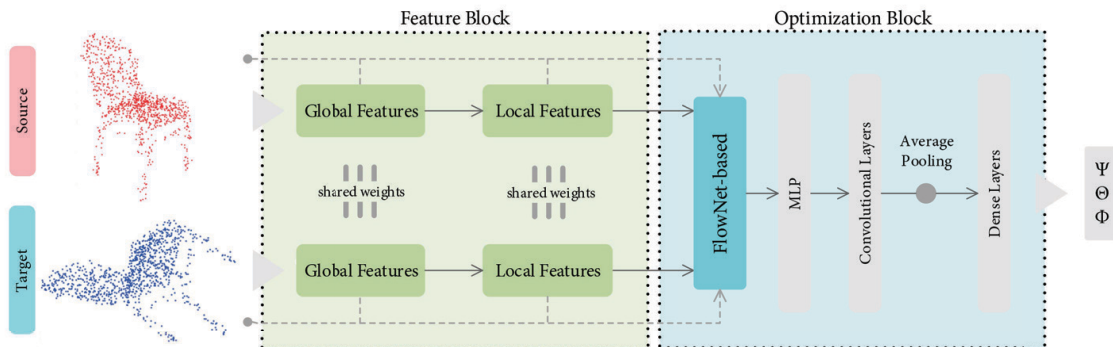 Feature Block
Optimization Block
Source
Target
Global Features
Local Features
shared weights
shared weights
Global Features
Local Features
FlowNet-based
MLP
Convolutional Layers
Average
Pooling
Dense Layers
Ψ
Θ
Φ